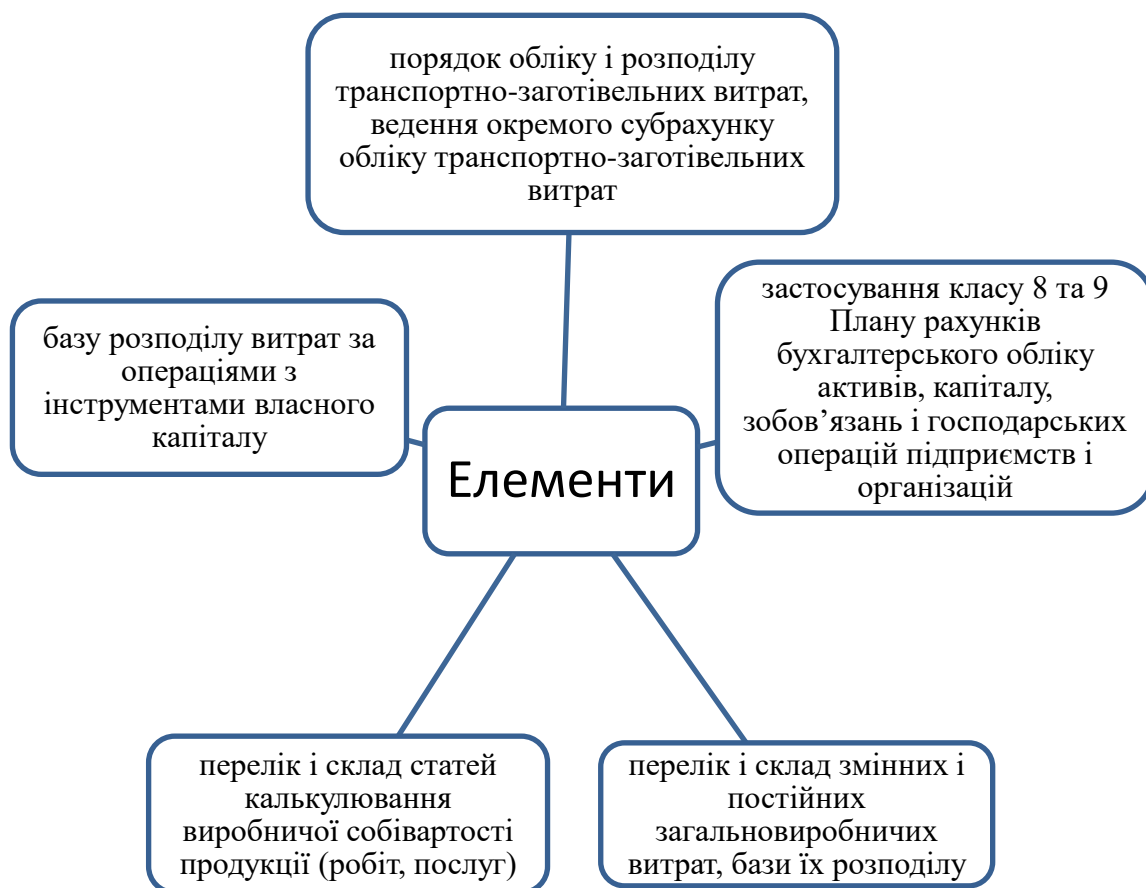 порядок обліку і розподілу
транспортно-заготівельних витрат,
ведення окремого субрахунку
обліку транспортно-заготівельних
витрат
застосування класу 8 та 9
Плану рахунків
бухгалтерського обліку
активів, капіталу,
зобов’язань і господарських
операцій підприємств і
організацій
базу розподілу витрат за
операціями з
інструментами власного
капіталу
Елементи
перелік і склад статей
калькулювання
виробничої собівартості
продукції (робіт, послуг)
перелік і склад змінних і
постійних
загальновиробничих
витрат, бази їх розподілу